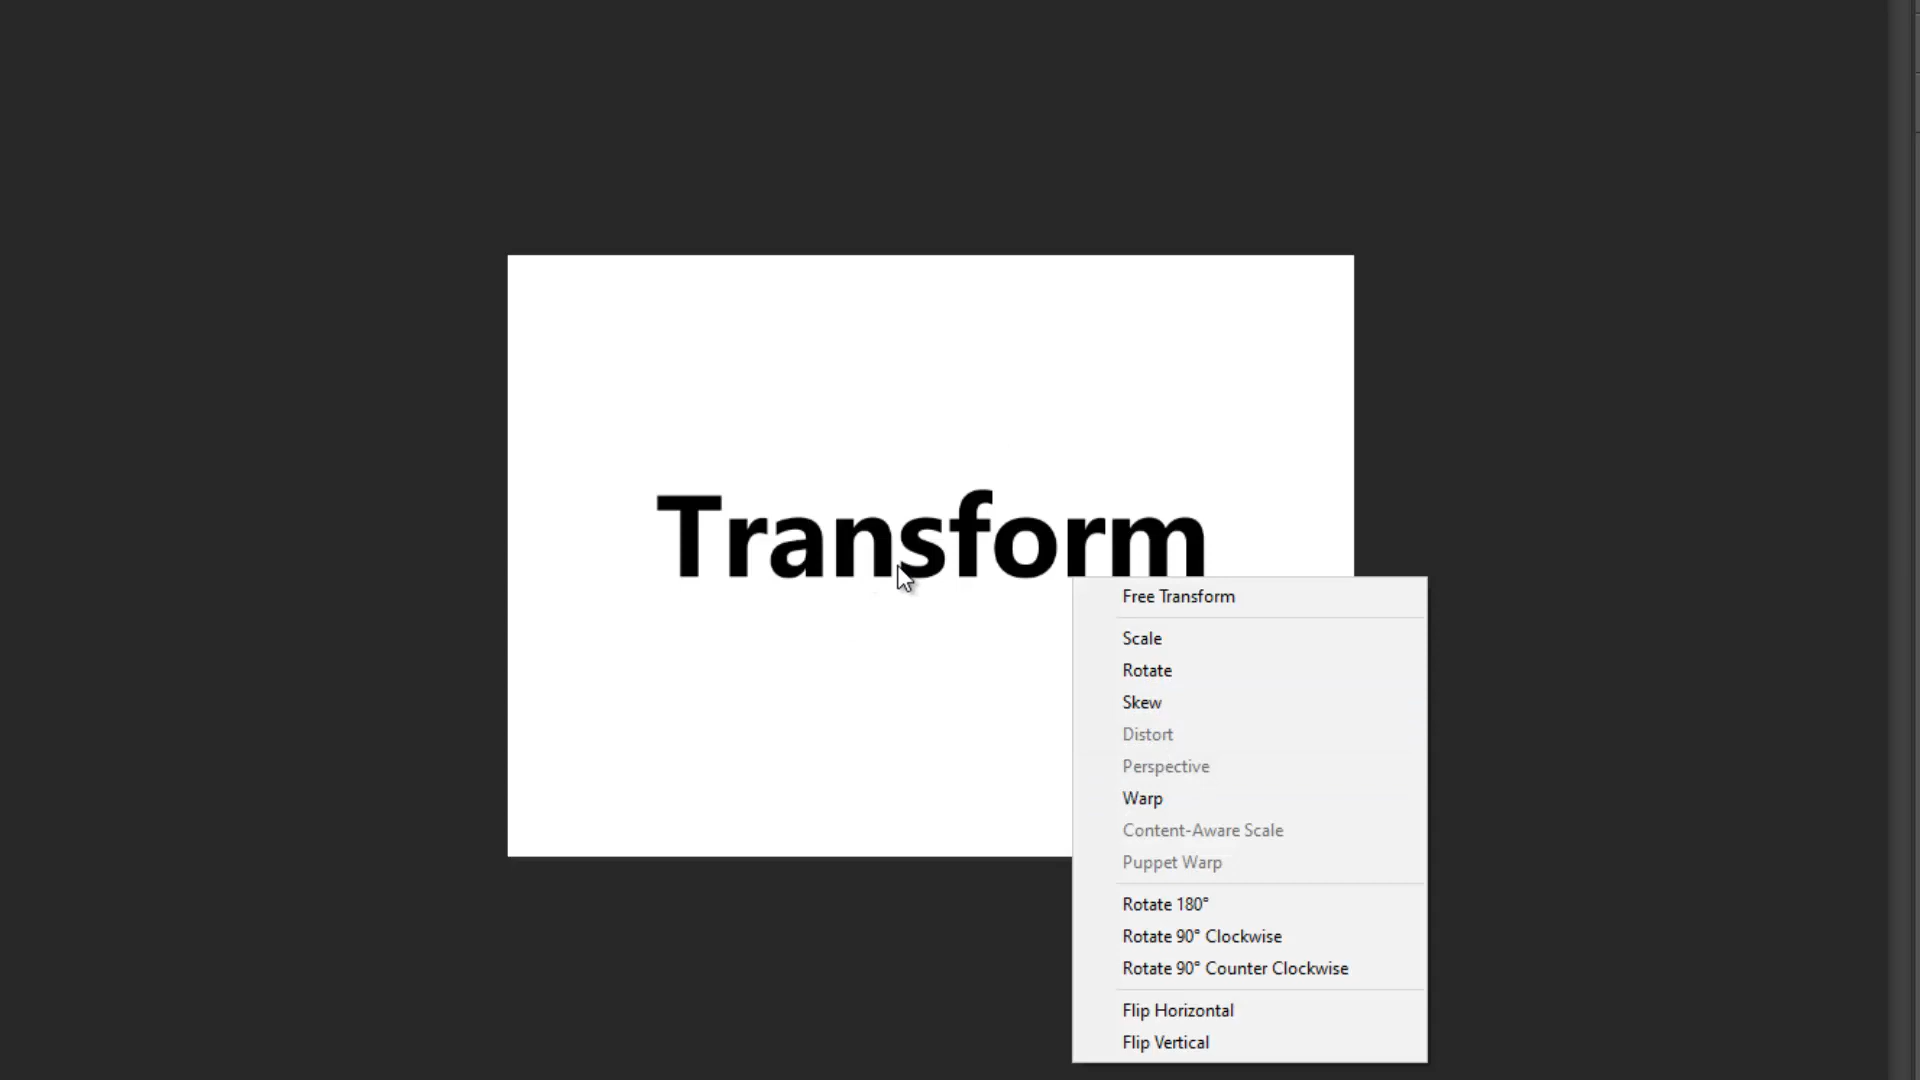 Transform
Free Transform
Scale
Rotate
Skew
Distort
Perspective
Warp
Content-Aware Scale
Puppet Warp
Rotate 180°
Rotate 90° Clockwise
Rotate 90° Counter Clockwise
Flip Horizontal
Flip Vertical